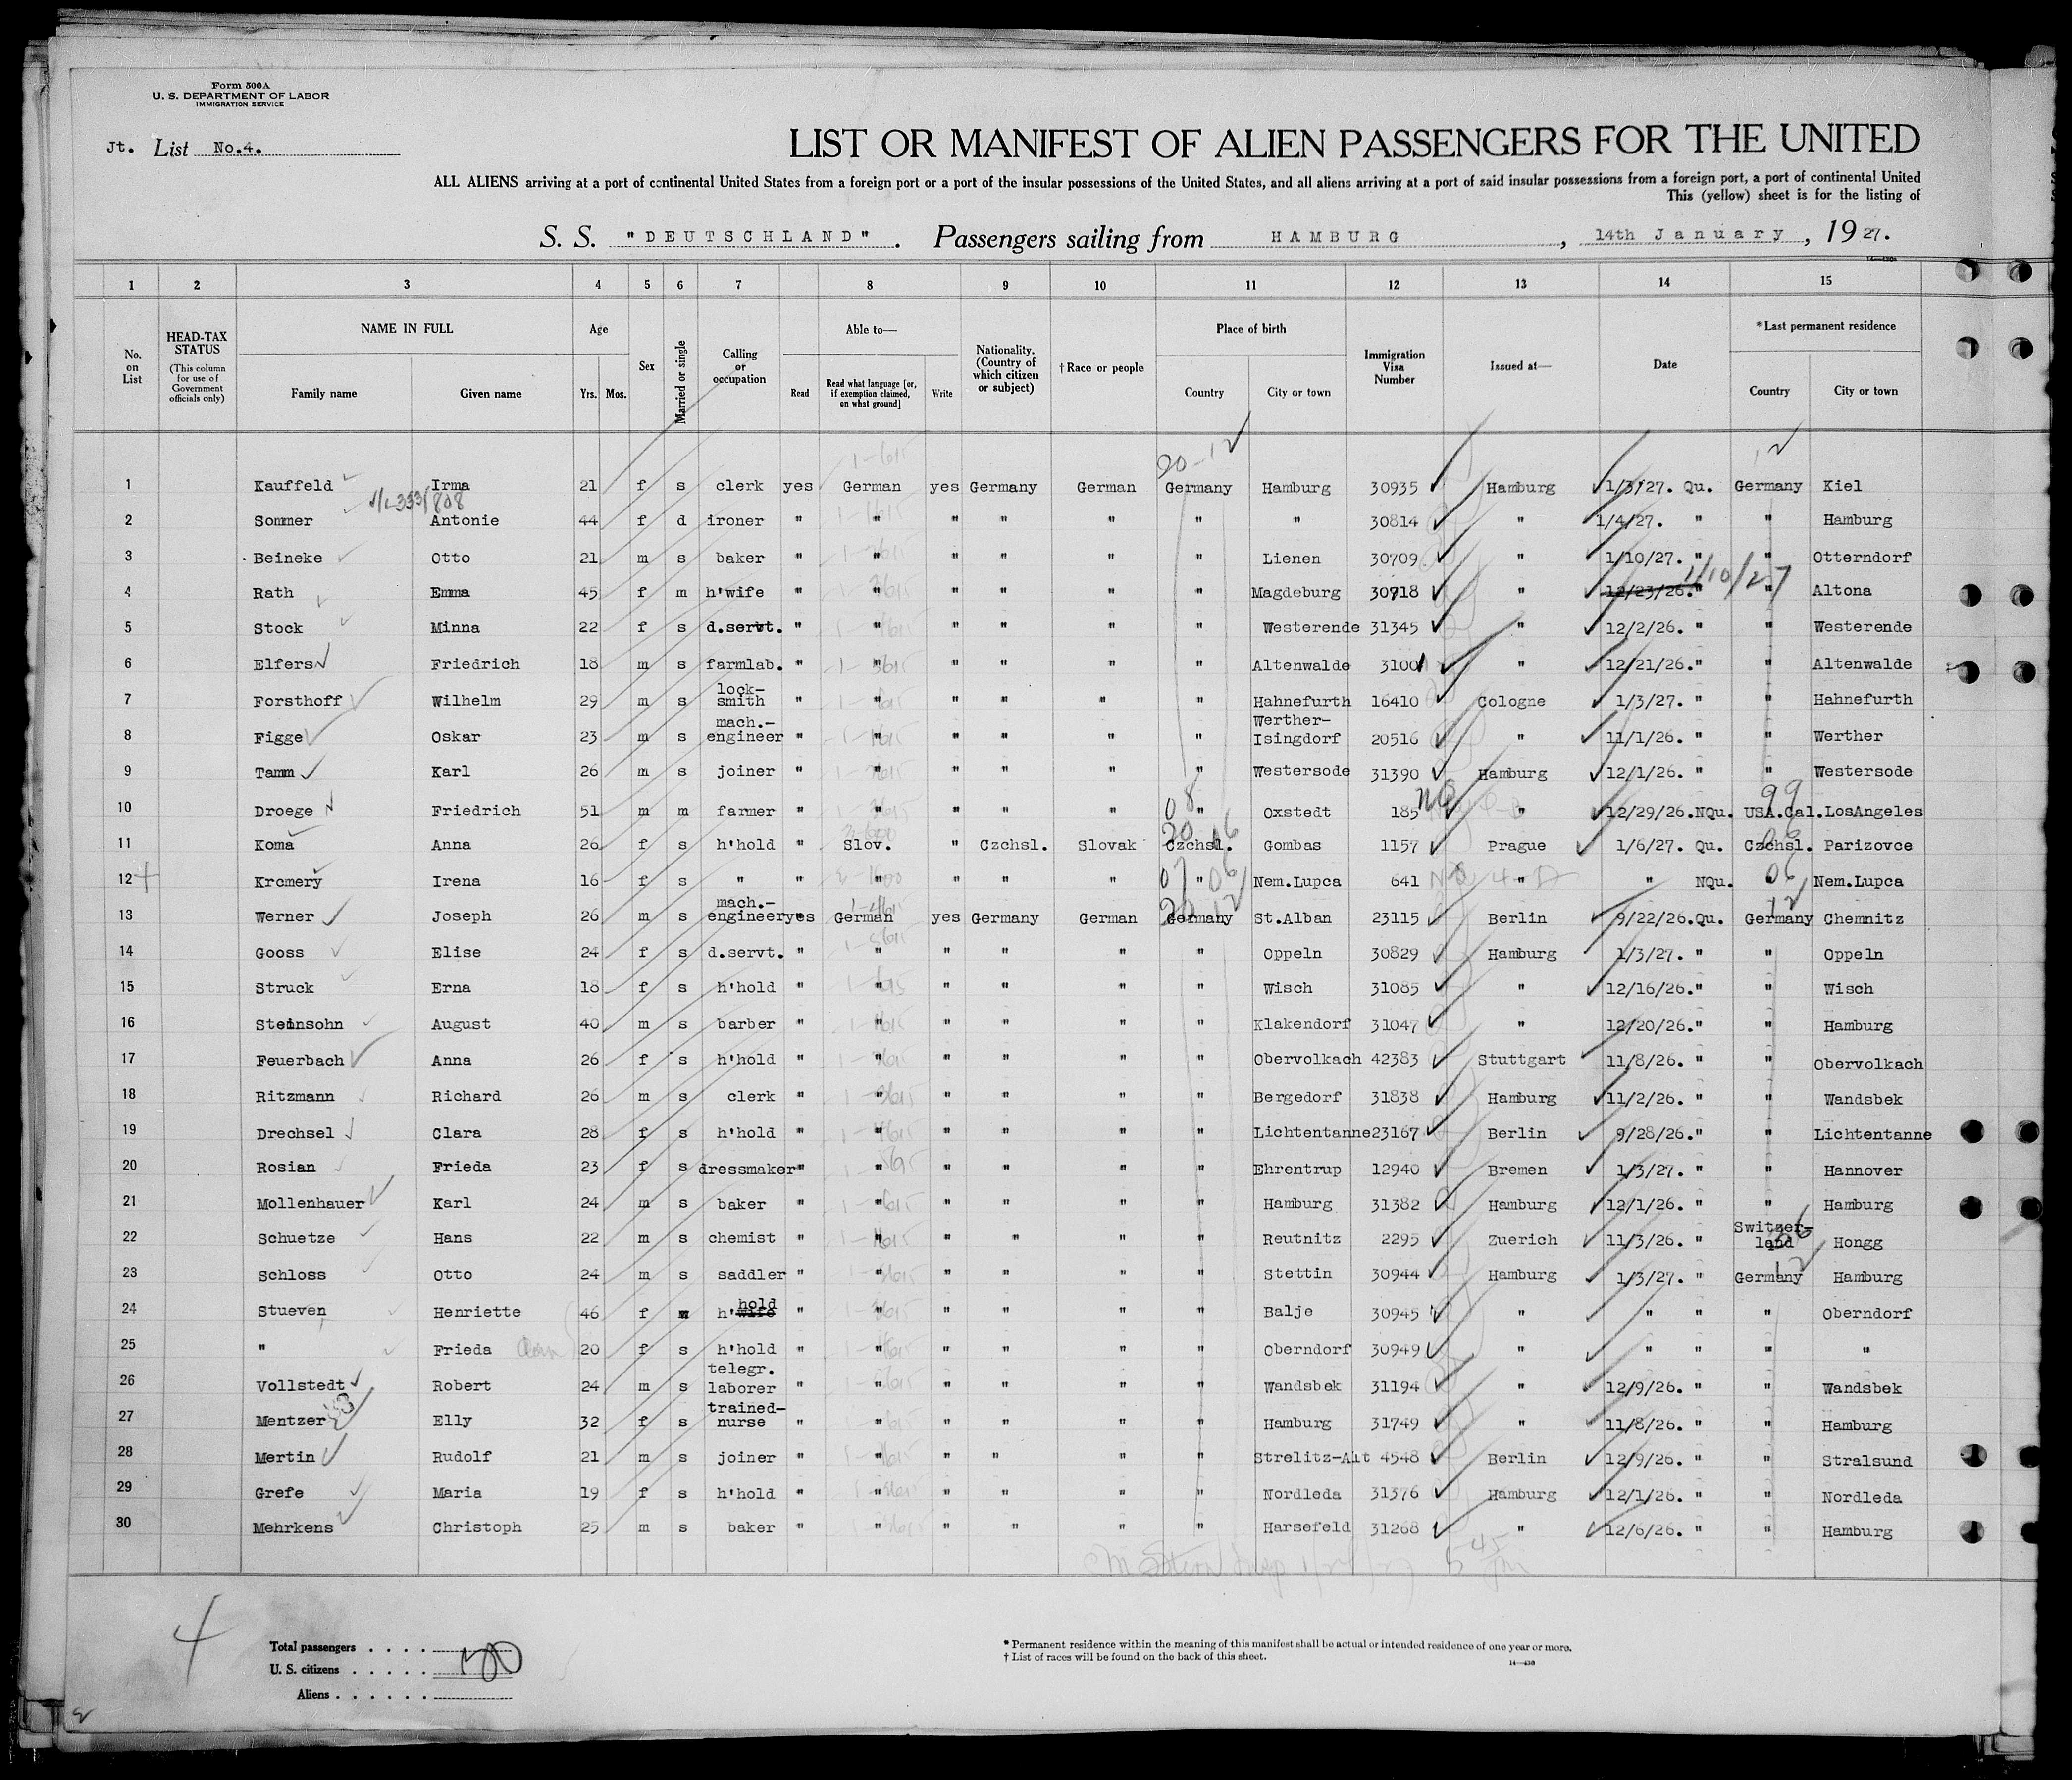 Form 500A
U. S. DEPARTMENT OF LABOR
IMMIGRATION SERVICE
Jt. List No.4.
LIST OR MANIFEST OF ALIEN PASSENGERS FOR THE UNITED
ALL ALIENS arriving at a port of continental United States from a foreign port or a port of the insular possessions of the United States, and all aliens arriving at a port of said insular possessions from a foreign port, a port of continental United
This (yellow) sheet is for the listing of
S. S. "DEUTSCHLAND". Passengers sailing from HAMBURG, 14th January, 1927.
1 2 3 4 5 6 7 8 9 10 11 12 13 14 15
No. on List
HEAD-TAX STATUS (This column for use of Government officials only)
NAME IN FULL Family name Given name
Age Yrs. Mos.
Sex
Married or single
Calling or occupation
Able to— Read Read what language [or, if exemption claimed, on what ground] Write
Nationality. (Country of which citizen or subject)
†Race or people
Place of birth Country City or town
Immigration Visa Number
Issued at—
Date
*Last permanent residence Country City or town
1 Kauffeld Irma 21 f s clerk yes German yes Germany German Germany Hamburg 30935 Hamburg 1/3/27. Qu. Germany Kiel
2 Sommer Antonie 44 f d ironer " " " " " " " 30814 " 1/4/27. " " Hamburg
3 Beineke Otto 21 m s baker " " " " " " Lienen 30709 " 1/10/27. " " Otterndorf
4 Rath Emma 45 f m h'wife " " " " " " Magdeburg 30918 " 12/23/26. " 1/10/27 " Altona
5 Stock Minna 22 f s d.servt. " " " " " " Westerende 31345 " 12/2/26. " " Westerende
6 Elfers Friedrich 18 m s farmlab. " " " " " " Altenwalde 31001 " 12/21/26. " " Altenwalde
7 Forsthoff Wilhelm 29 m s lock-smith " " " " " " Hahnefurth 16410 Cologne 1/3/27. " " Hahnefurth
8 Figge Oskar 23 m s mach.-engineer " " " " " " Werther-Isingdorf 20516 " 11/1/26. " " Werther
9 Tamm Karl 26 m s joiner " " " " " " Westersode 31390 Hamburg 12/1/26. " " Westersode
10 Droege Friedrich 51 m m farmer " " " " " " Oxstedt 185 " 12/29/26. NQu. USA.Cal. LosAngeles
11 Koma Anna 26 f s h'hold " Slov. " Czchsl. Slovak Czchsl. Gombas 1157 Prague 1/6/27. Qu. Czchsl. Parizovce
12 Kromery Irena 16 f s " " " " " " " Nem.Lupca 641 " " NQu. " Nem.Lupca
13 Werner Joseph 26 m s mach.-engineer yes German yes Germany German Germany St.Alban 23115 Berlin 9/22/26. Qu. Germany Chemnitz
14 Gooss Elise 24 f s d.servt. " " " " " " Oppeln 30829 Hamburg 1/3/27. " " Oppeln
15 Struck Erna 18 f s h'hold " " " " " " Wisch 31085 " 12/16/26. " " Wisch
16 Steinsohn August 40 m s barber " " " " " " Klakendorf 31047 " 12/20/26. " " Hamburg
17 Feuerbach Anna 26 f s h'hold " " " " " " Obervolkach 42383 Stuttgart 11/8/26. " " Obervolkach
18 Ritzmann Richard 26 m s clerk " " " " " " Bergedorf 31838 Hamburg 11/2/26. " " Wandsbek
19 Drechsel Clara 28 f s h'hold " " " " " " Lichtentanne 23167 Berlin 9/28/26. " " Lichtentanne
20 Rosian Frieda 23 f s dressmaker " " " " " " Ehrentrup 12940 Bremen 1/3/27. " " Hannover
21 Mollenhauer Karl 24 m s baker " " " " " " Hamburg 31382 Hamburg 12/1/26. " " Hamburg
22 Schuetze Hans 22 m s chemist " " " " " " Reutnitz 2295 Zuerich 11/3/26. " Switzer-land Hongg
23 Schloss Otto 24 m s saddler " " " " " " Stettin 30944 Hamburg 1/3/27. " Germany Hamburg
24 Stueven Henriette 46 f m h'wife hold " " " " " " Balje 30945 " " " " Oberndorf
25 " Frieda 20 f s h'hold " " " " " " Oberndorf 30949 " " " " "
26 Vollstedt Robert 24 m s telegr. laborer " " " " " " Wandsbek 31194 " 12/9/26. " " Wandsbek
27 Mentzer Elly 32 f s trained-nurse " " " " " " Hamburg 31749 " 11/8/26. " " Hamburg
28 Mertin Rudolf 21 m s joiner " " " " " " Strelitz-Alt 4548 Berlin 12/9/26. " " Stralsund
29 Grefe Maria 19 f s h'hold " " " " " " Nordleda 31376 Hamburg 12/1/26. " " Nordleda
30 Mehrkens Christoph 25 m s baker " " " " " " Harsefeld 31268 " 12/6/26. " " Hamburg
4
Total passengers . . . .
U. S. citizens . . . . .
Aliens . . . . . .
* Permanent residence within the meaning of this manifest shall be actual or intended residence of one year or more.
† List of races will be found on the back of this sheet.